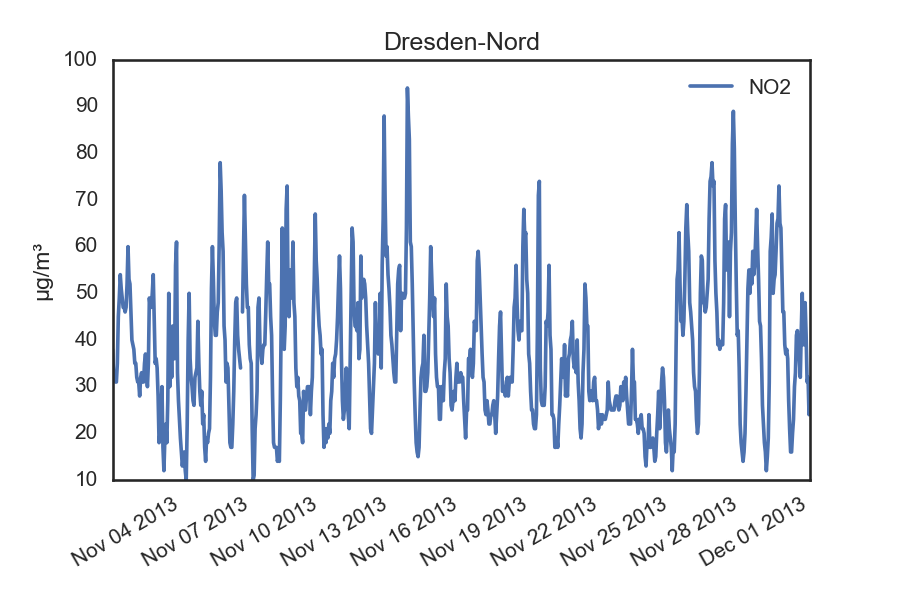 Dresden-Nord
100
90
80
70
60
50
40
30
20
10
µg/m³
NO2
Nov 04 2013
Nov 07 2013
Nov 10 2013
Nov 13 2013
Nov 16 2013
Nov 19 2013
Nov 22 2013
Nov 25 2013
Nov 28 2013
Dec 01 2013